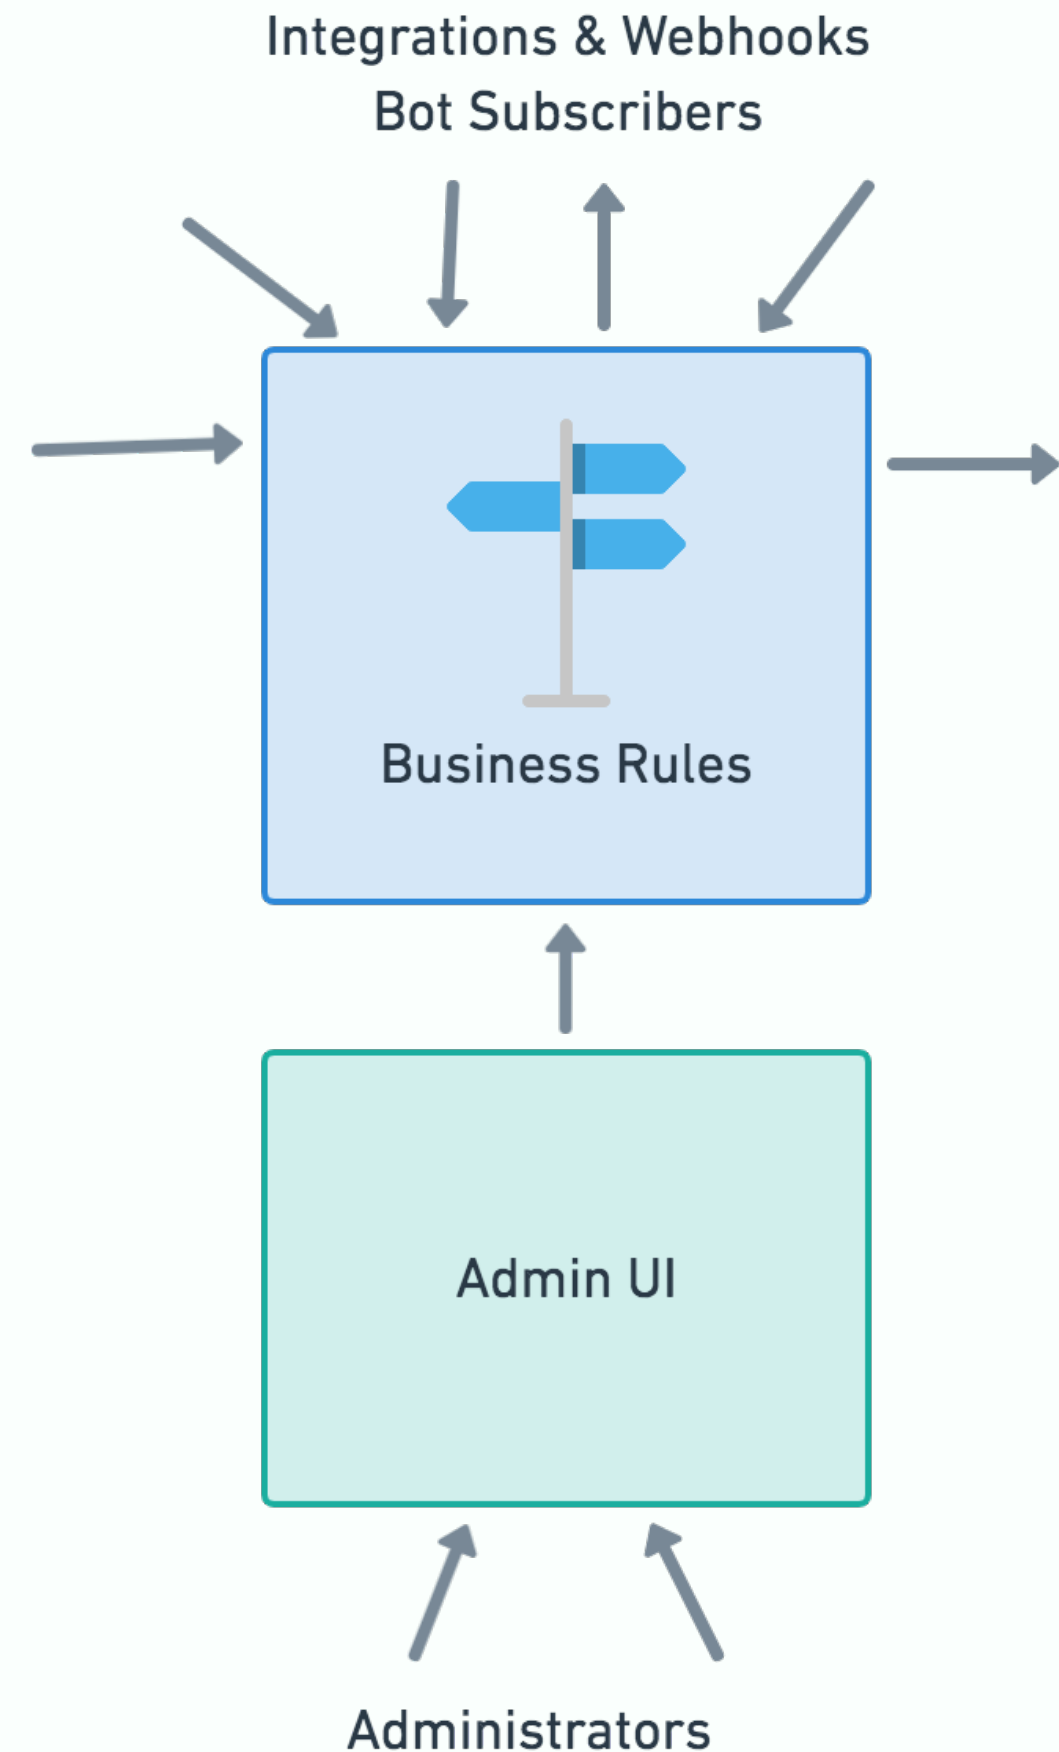 Integrations & Webhooks
Bot Subscribers
Business Rules
Admin UI
Administrators